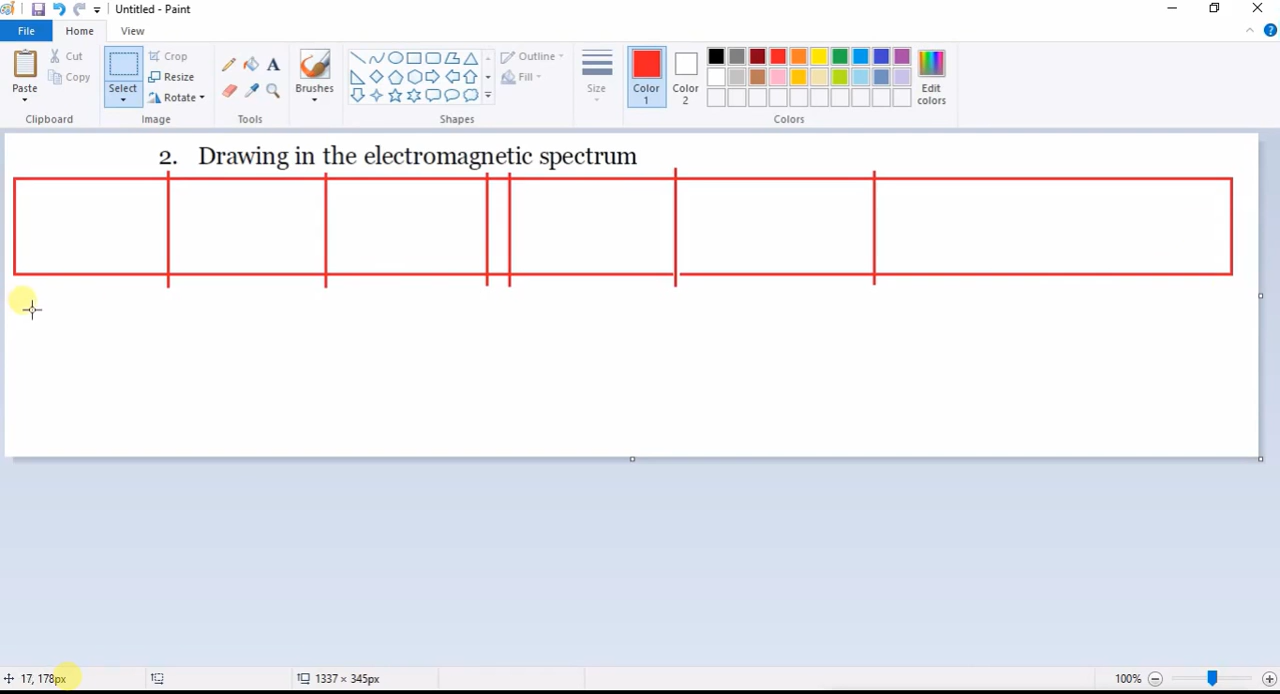 Untitled - Paint
File
Home
View
Paste
Cut
Copy
Clipboard
Select
Crop
Resize
Rotate
Image
A
Tools
Brushes
Outline
Fill
Shapes
Size
Color 1
Color 2
Edit colors
Colors
2. Drawing in the electromagnetic spectrum
17, 178px
1337 × 345px
100%